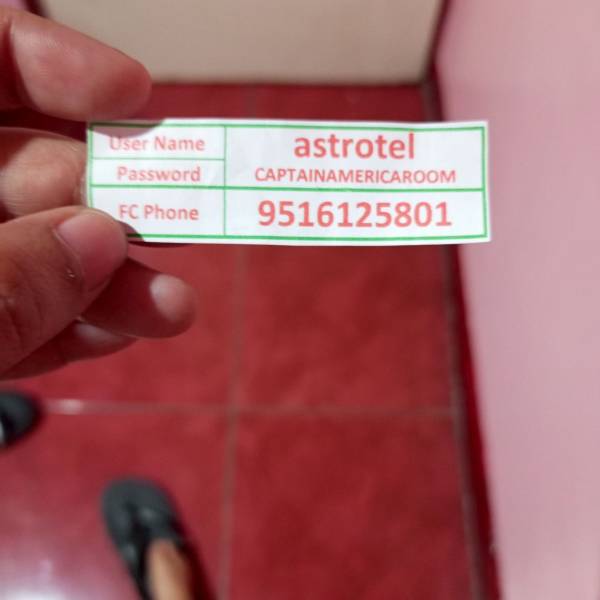 User Name astrotel
Password CAPTAINAMERICAROOM
FC Phone 9516125801